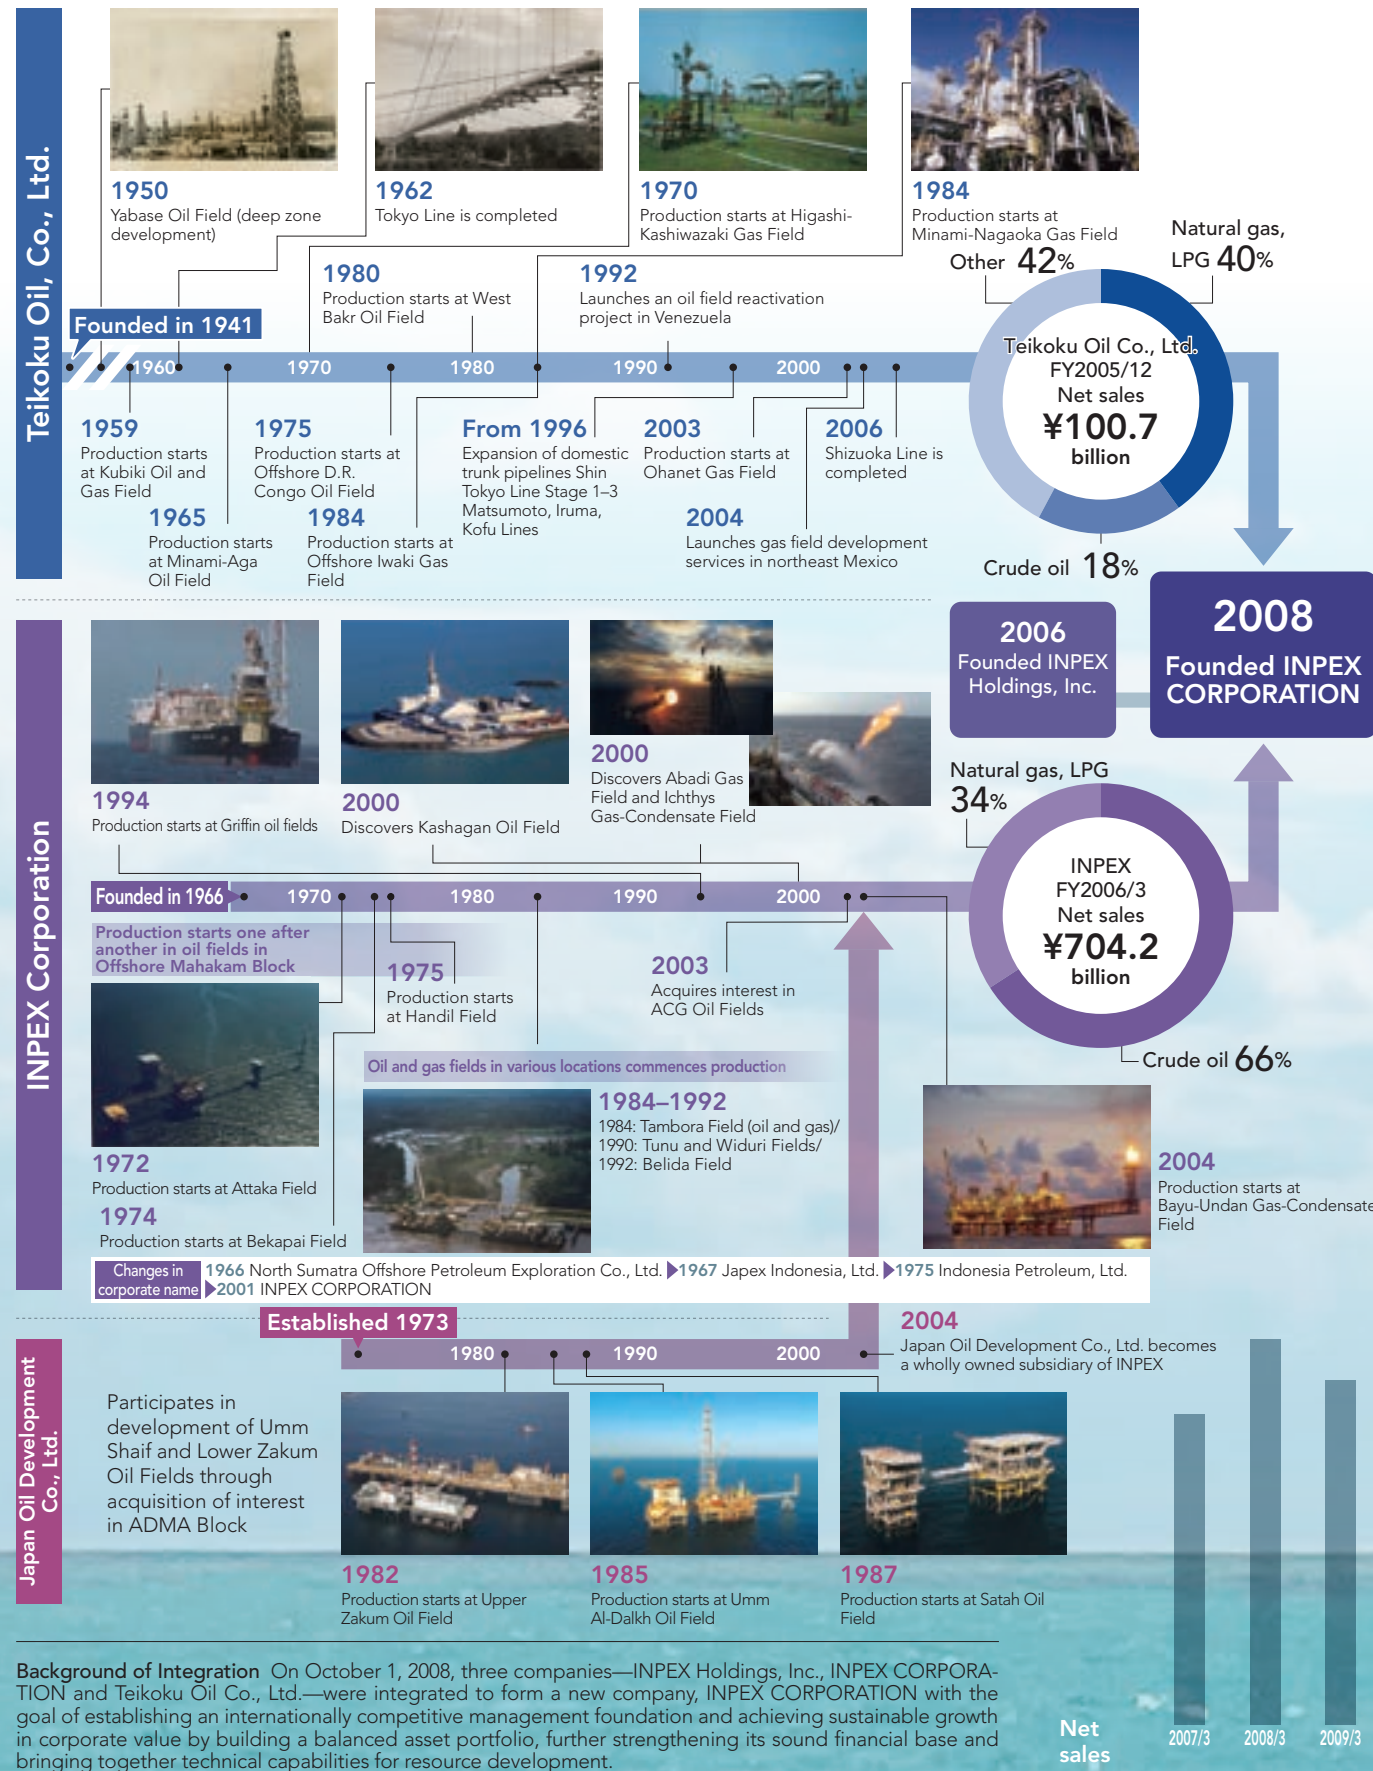 Teikoku Oil, Co., Ltd.
1950
Yabase Oil Field (deep zone
development)
1962
Tokyo Line is completed
1970
Production starts at Higashi-
Kashiwazaki Gas Field
1984
Production starts at
Minami-Nagaoka Gas Field
1980
Production starts at West
Bakr Oil Field
1992
Launches an oil field reactivation
project in Venezuela
Founded in 1941
1960
1970
1980
1990
2000
1959
Production starts
at Kubiki Oil and
Gas Field
1965
Production starts
at Minami-Aga
Oil Field
1975
Production starts at
Offshore D.R.
Congo Oil Field
1984
Production starts at
Offshore Iwaki Gas
Field
From 1996
Expansion of domestic
trunk pipelines Shin
Tokyo Line Stage 1–3
Matsumoto, Iruma,
Kofu Lines
2003
Production starts at
Ohanet Gas Field
2004
Launches gas field development
services in northeast Mexico
2006
Shizuoka Line is
completed
Other 42%
Natural gas,
LPG 40%
Teikoku Oil Co., Ltd.
FY2005/12
Net sales
¥100.7
billion
Crude oil 18%
2006
Founded INPEX
Holdings, Inc.
2008
Founded INPEX
CORPORATION
INPEX Corporation
1994
Production starts at Griffin oil fields
2000
Discovers Kashagan Oil Field
2000
Discovers Abadi Gas
Field and Ichthys
Gas-Condensate Field
Founded in 1966
1970
1980
1990
2000
Production starts one after
another in oil fields in
Offshore Mahakam Block
1975
Production starts
at Handil Field
2003
Acquires interest in
ACG Oil Fields
Oil and gas fields in various locations commences production
1984–1992
1984: Tambora Field (oil and gas)/
1990: Tunu and Widuri Fields/
1992: Belida Field
1972
Production starts at Attaka Field
1974
Production starts at Bekapai Field
Natural gas, LPG
34%
INPEX
FY2006/3
Net sales
¥704.2
billion
Crude oil 66%
2004
Production starts at
Bayu-Undan Gas-Condensate
Field
Changes in
corporate name
1966 North Sumatra Offshore Petroleum Exploration Co., Ltd. ▶1967 Japex Indonesia, Ltd. ▶1975 Indonesia Petroleum, Ltd.
▶2001 INPEX CORPORATION
Japan Oil Development
Co., Ltd.
Established 1973
1980
1990
2000
2004
Japan Oil Development Co., Ltd. becomes
a wholly owned subsidiary of INPEX
Participates in
development of Umm
Shaif and Lower Zakum
Oil Fields through
acquisition of interest
in ADMA Block
1982
Production starts at Upper
Zakum Oil Field
1985
Production starts at Umm
Al-Dalkh Oil Field
1987
Production starts at Satah Oil
Field
Background of Integration On October 1, 2008, three companies—INPEX Holdings, Inc., INPEX CORPORA-
TION and Teikoku Oil Co., Ltd.—were integrated to form a new company, INPEX CORPORATION with the
goal of establishing an internationally competitive management foundation and achieving sustainable growth
in corporate value by building a balanced asset portfolio, further strengthening its sound financial base and
bringing together technical capabilities for resource development.
Net
sales
2007/3
2008/3
2009/3